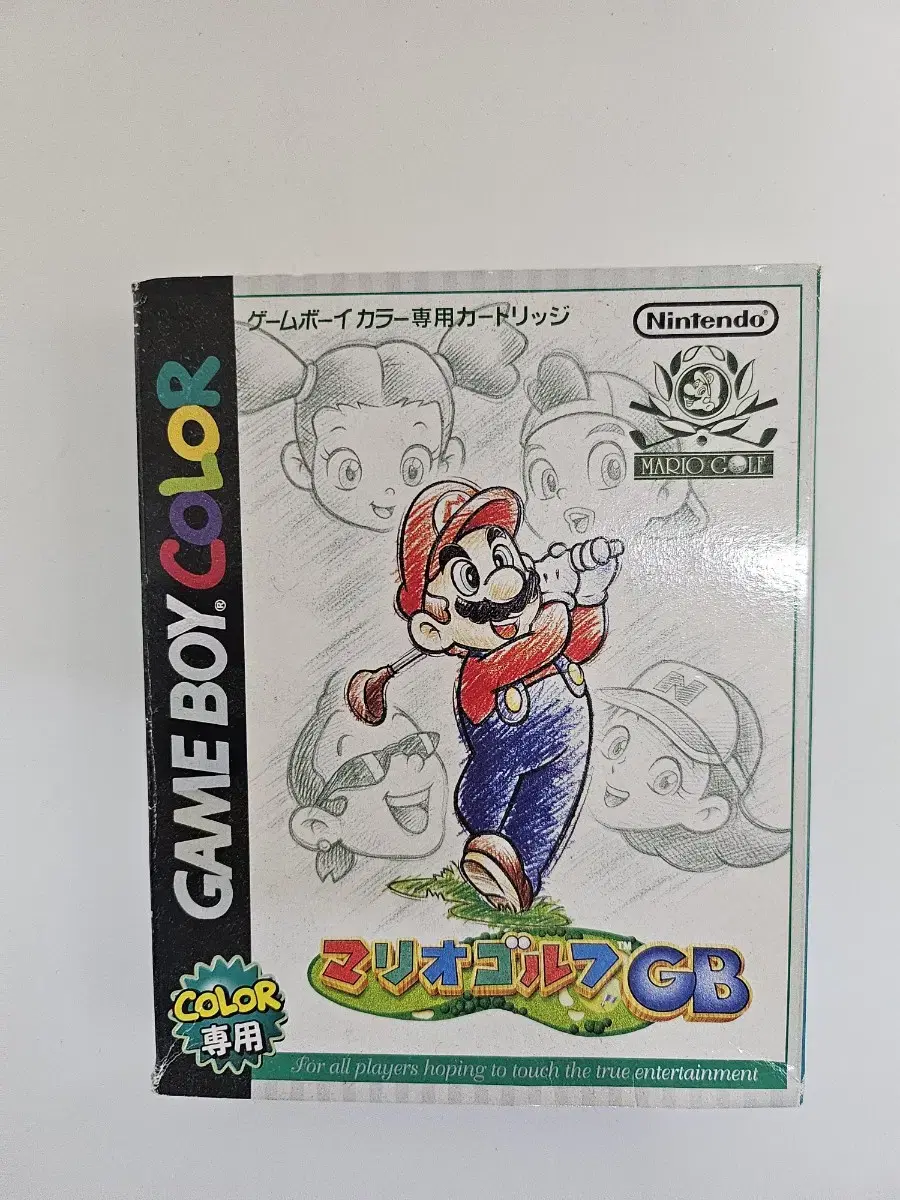 ゲームボーイ カラー専用カートリッジ
Nintendo®
MARIO GOLF
GAME BOY® COLOR
M
N
マリオゴルフ™GB
COLOR
専用
For all players hoping to touch the true entertainment